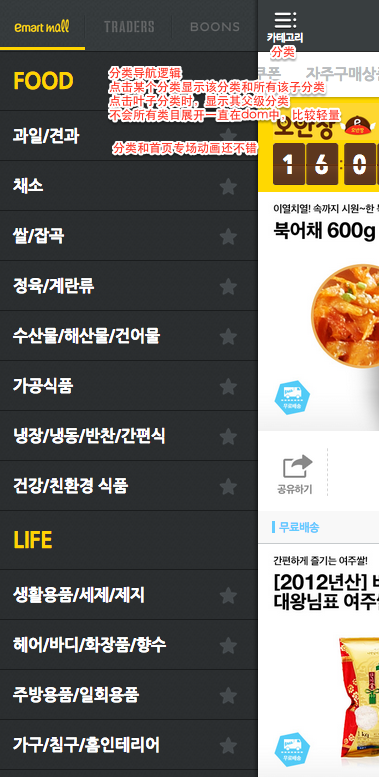 emart mall
TRADERS
BOONS
카테고리
分类
FOOD
分类导航逻辑
点击某个分类显示该分类和所有该子分类
点击叶子分类时，显示其父级分类
不会所有类目展开一直在dom中。比较轻量
쿠폰
자주구매상품
과일/견과
分类和首页专场动画还不错
오반장
1 6 : 0
채소
이열치열! 속까지 시원~한
쌀/잡곡
북어채 600g
정육/계란류
수산물/해산물/건어물
가공식품
무료배송
냉장/냉동/반찬/간편식
건강/친환경 식품
공유하기
LIFE
무료배송
간편하게 즐기는 여주쌀!
생활용품/세제/제지
[2012년산]
대왕님표 여주쌀
헤어/바디/화장품/향수
주방용품/일회용품
가구/침구/홈인테리어
무료배송